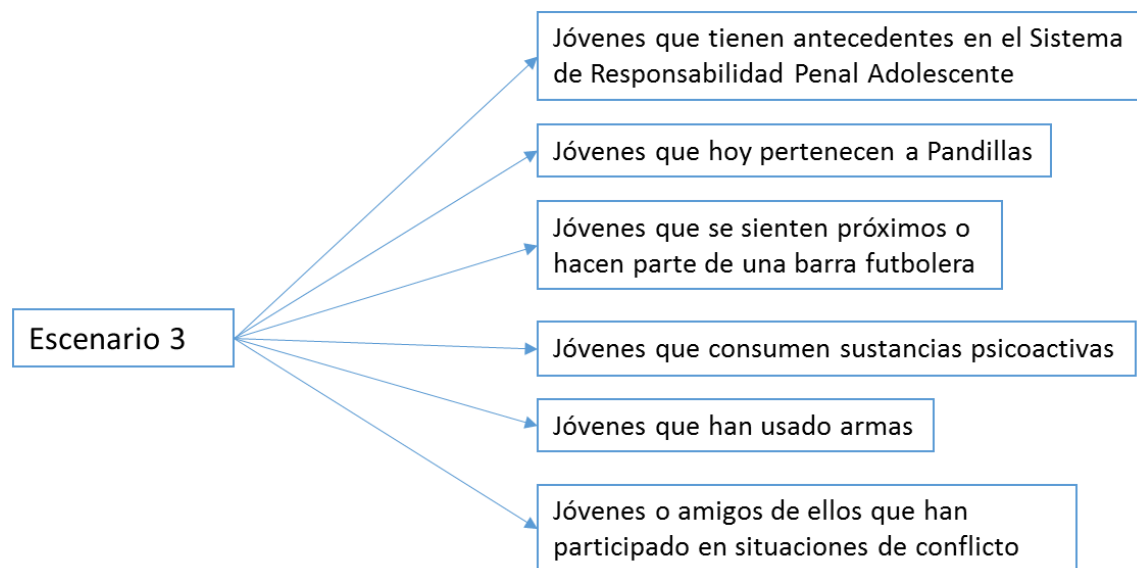 Jóvenes que tienen antecedentes en el Sistema
de Responsabilidad Penal Adolescente
Jóvenes que hoy pertenecen a Pandillas
Jóvenes que se sienten próximos o
hacen parte de una barra futbolera
Escenario 3
Jóvenes que consumen sustancias psicoactivas
Jóvenes que han usado armas
Jóvenes o amigos de ellos que han
participado en situaciones de conflicto